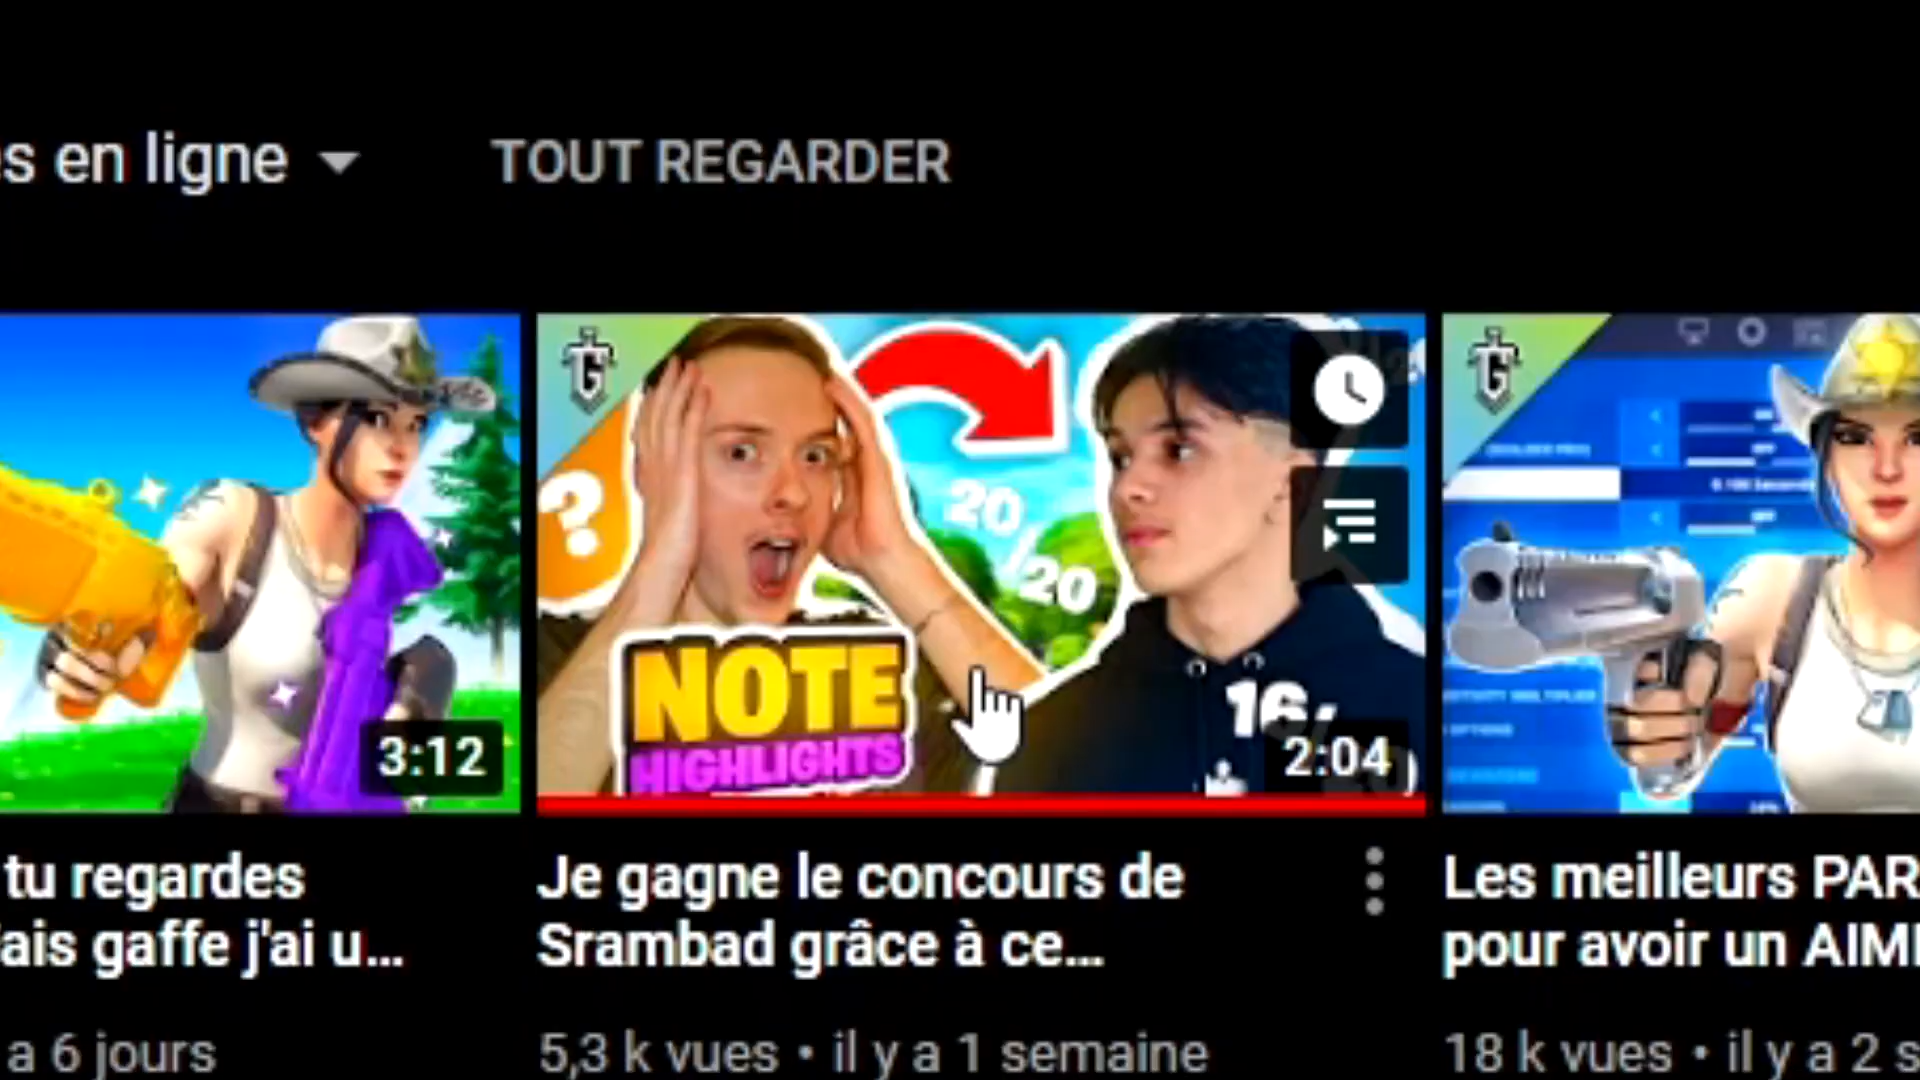 s en ligne
TOUT REGARDER
G
?
20/20
NOTE
HIGHLIGHTS
16
3:12
2:04
G
tu regardes
ais gaffe j'ai u...
a 6 jours
Je gagne le concours de
Srambad grâce à ce...
5,3 k vues • il y a 1 semaine
Les meilleurs PAR
pour avoir un AIM
18 k vues • il y a 2 s